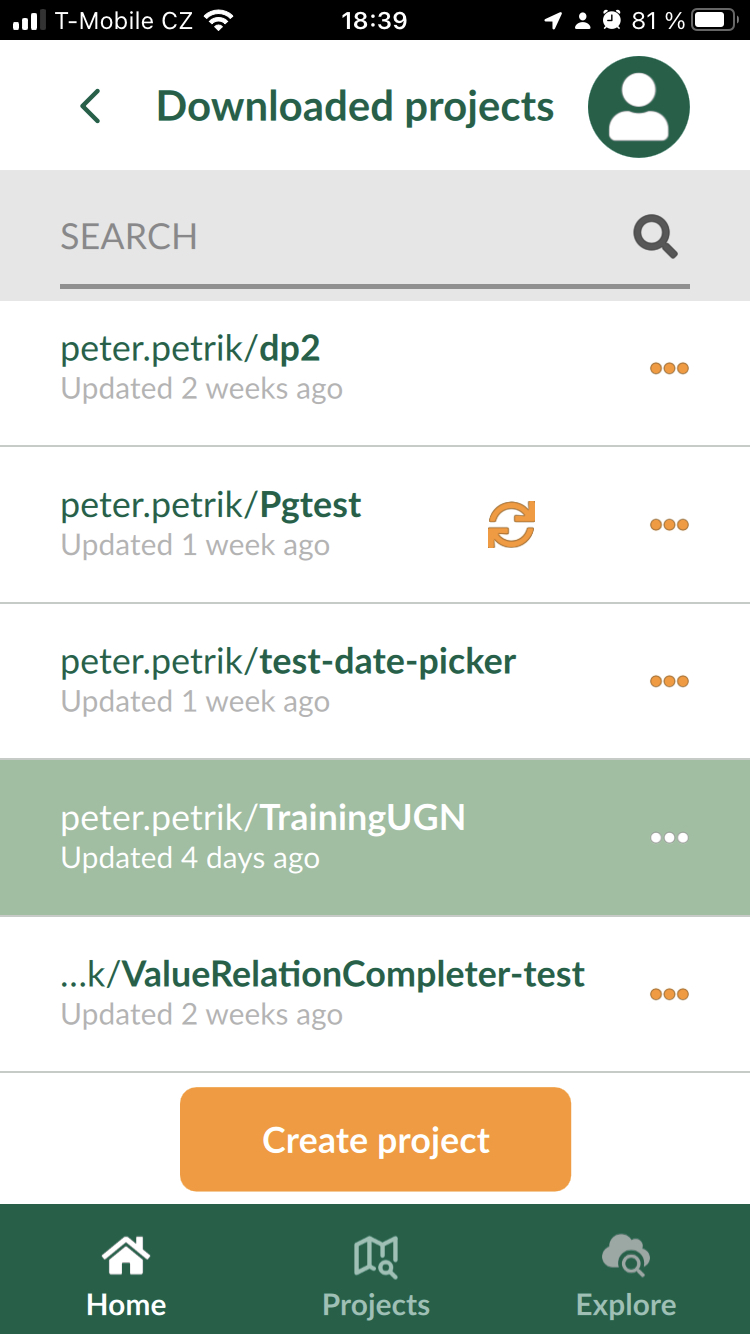 T-Mobile CZ 18:39 81 %
Downloaded projects
SEARCH
peter.petrik/dp2
Updated 2 weeks ago
peter.petrik/Pgtest
Updated 1 week ago
peter.petrik/test-date-picker
Updated 1 week ago
peter.petrik/TrainingUGN
Updated 4 days ago
...k/ValueRelationCompleter-test
Updated 2 weeks ago
Create project
Home Projects Explore